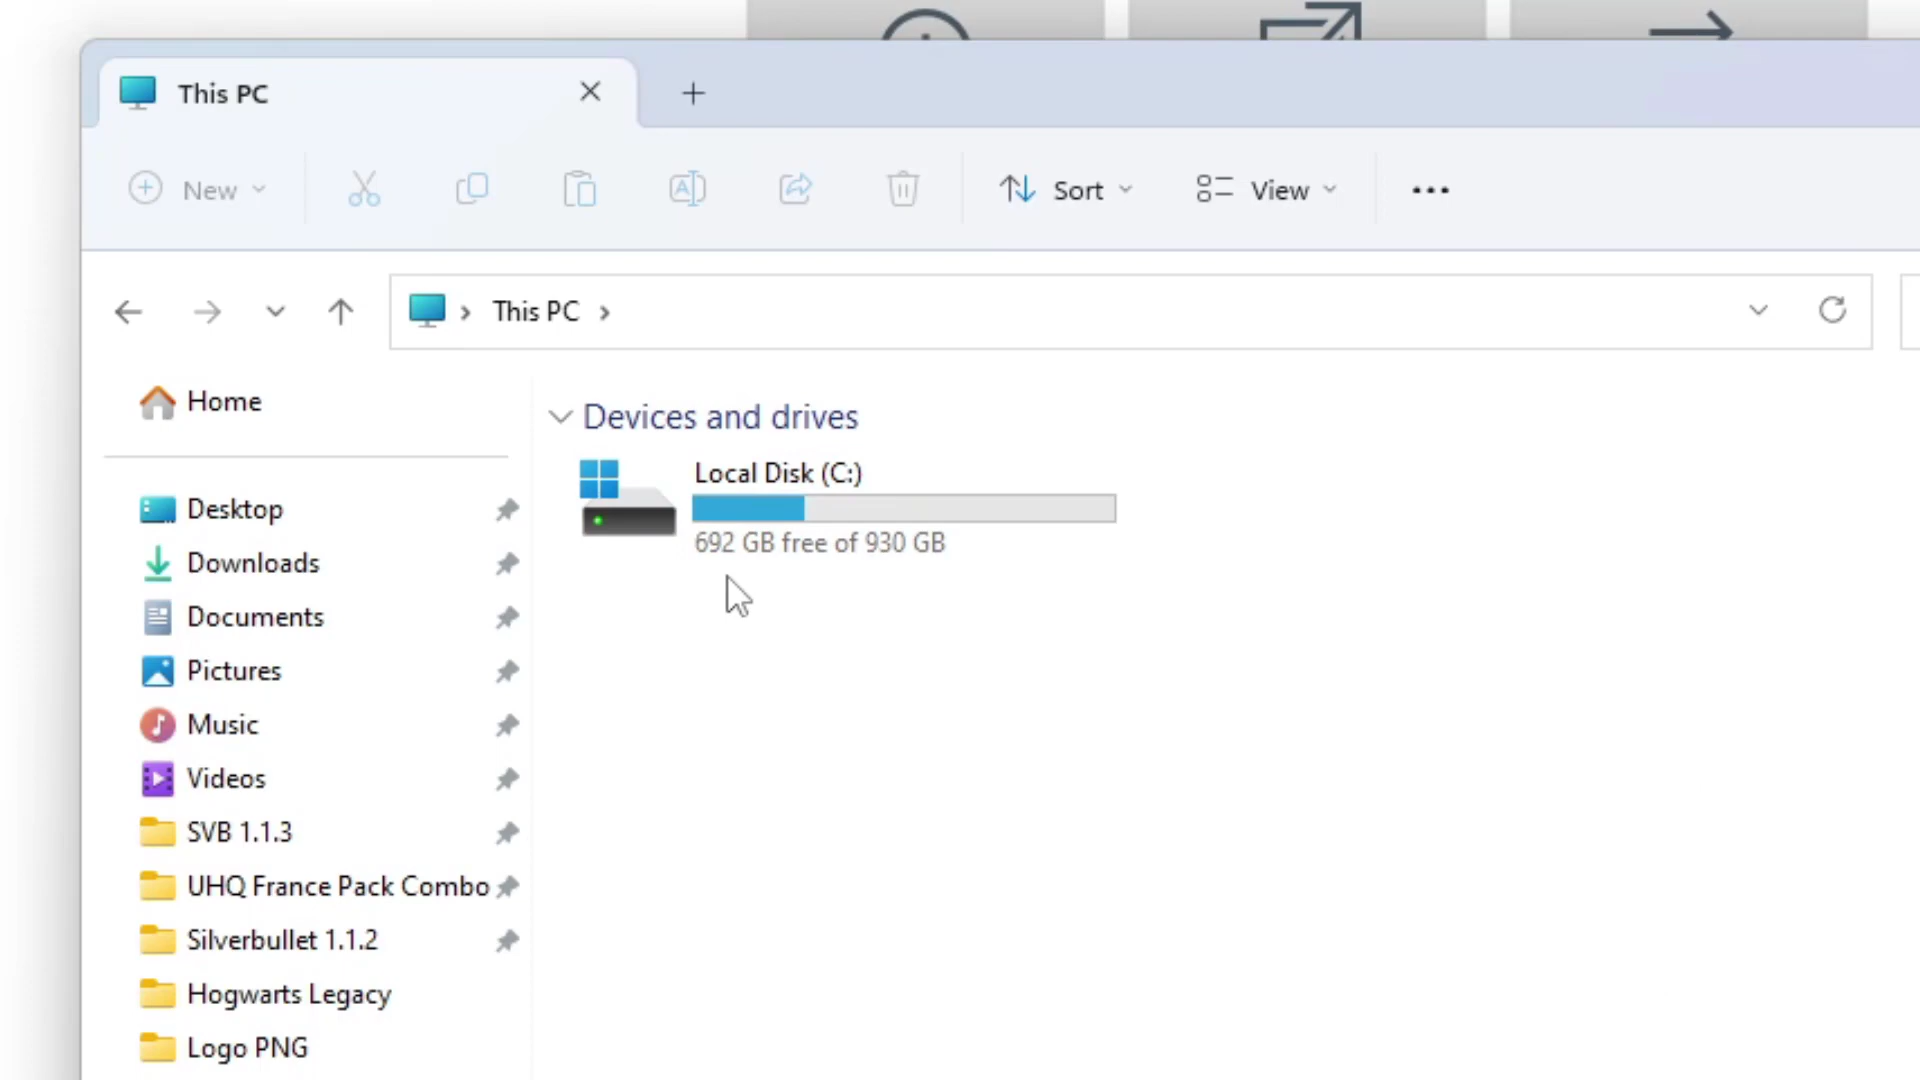 This PC
New
Sort
View
This PC
Home
Devices and drives
Local Disk (C:)
692 GB free of 930 GB
Desktop
Downloads
Documents
Pictures
Music
Videos
SVB 1.1.3
UHQ France Pack Combo
Silverbullet 1.1.2
Hogwarts Legacy
Logo PNG